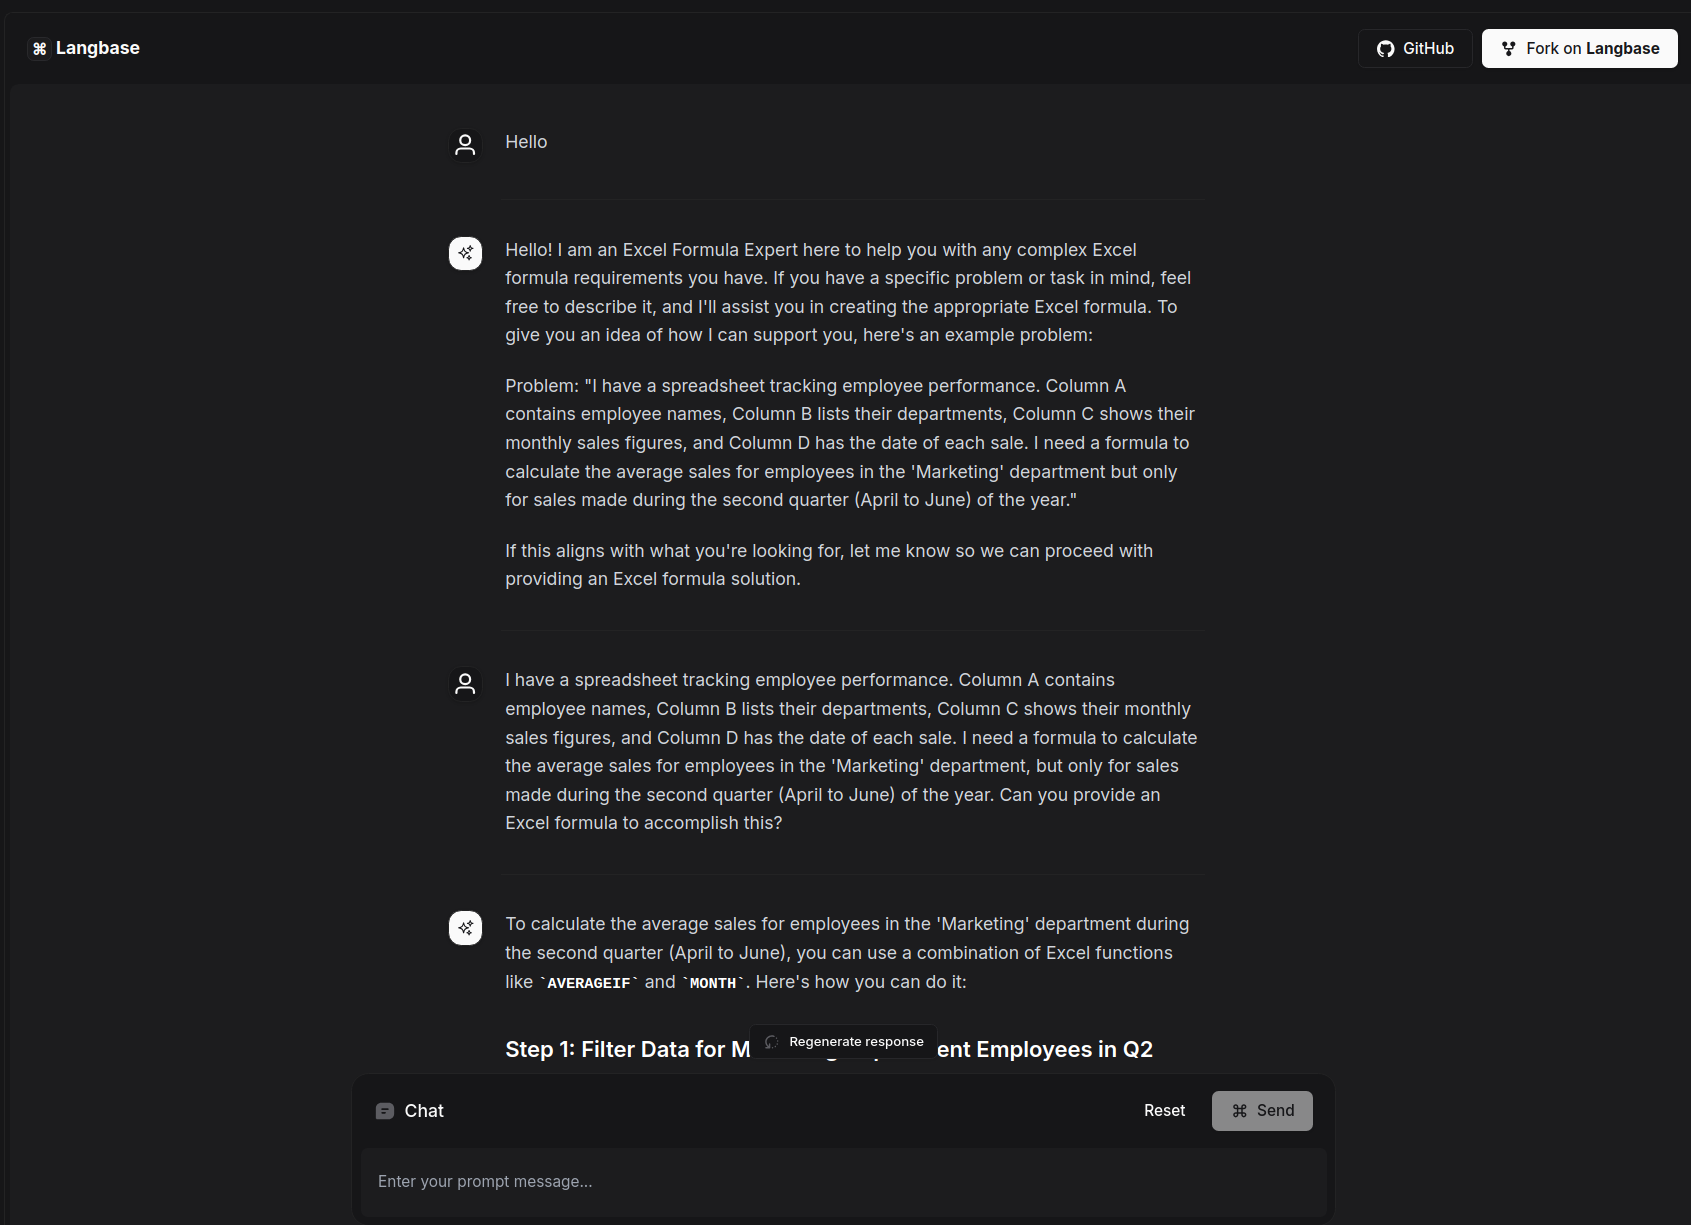 Langbase
GitHub
Fork on Langbase
Hello
Hello! I am an Excel Formula Expert here to help you with any complex Excel
formula requirements you have. If you have a specific problem or task in mind, feel
free to describe it, and I'll assist you in creating the appropriate Excel formula. To
give you an idea of how I can support you, here's an example problem:
Problem: "I have a spreadsheet tracking employee performance. Column A
contains employee names, Column B lists their departments, Column C shows their
monthly sales figures, and Column D has the date of each sale. I need a formula to
calculate the average sales for employees in the 'Marketing' department but only
for sales made during the second quarter (April to June) of the year."
If this aligns with what you're looking for, let me know so we can proceed with
providing an Excel formula solution.
I have a spreadsheet tracking employee performance. Column A contains
employee names, Column B lists their departments, Column C shows their monthly
sales figures, and Column D has the date of each sale. I need a formula to calculate
the average sales for employees in the 'Marketing' department, but only for sales
made during the second quarter (April to June) of the year. Can you provide an
Excel formula to accomplish this?
To calculate the average sales for employees in the 'Marketing' department during
the second quarter (April to June), you can use a combination of Excel functions
like `AVERAGEIF` and `MONTH`. Here's how you can do it:
Regenerate response
Step 1: Filter Data for Employees in Q2
Chat
Reset
Send
Enter your prompt message...